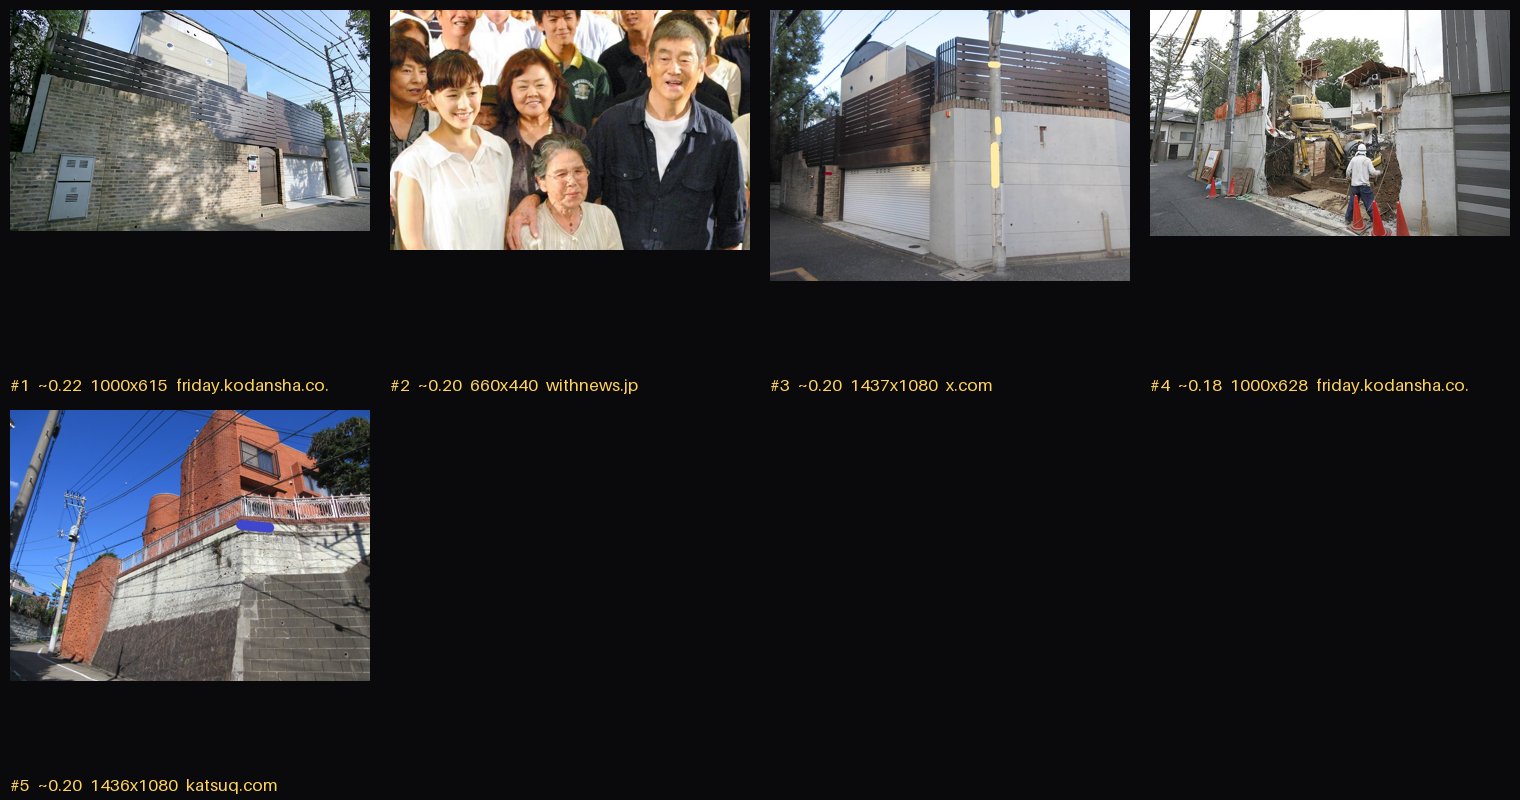 #1 ~0.22 1000x615 friday.kodansha.co.
#2 ~0.20 660x440 withnews.jp
#3 ~0.20 1437x1080 x.com
#4 ~0.18 1000x628 friday.kodansha.co.
#5 ~0.20 1436x1080 katsuq.com